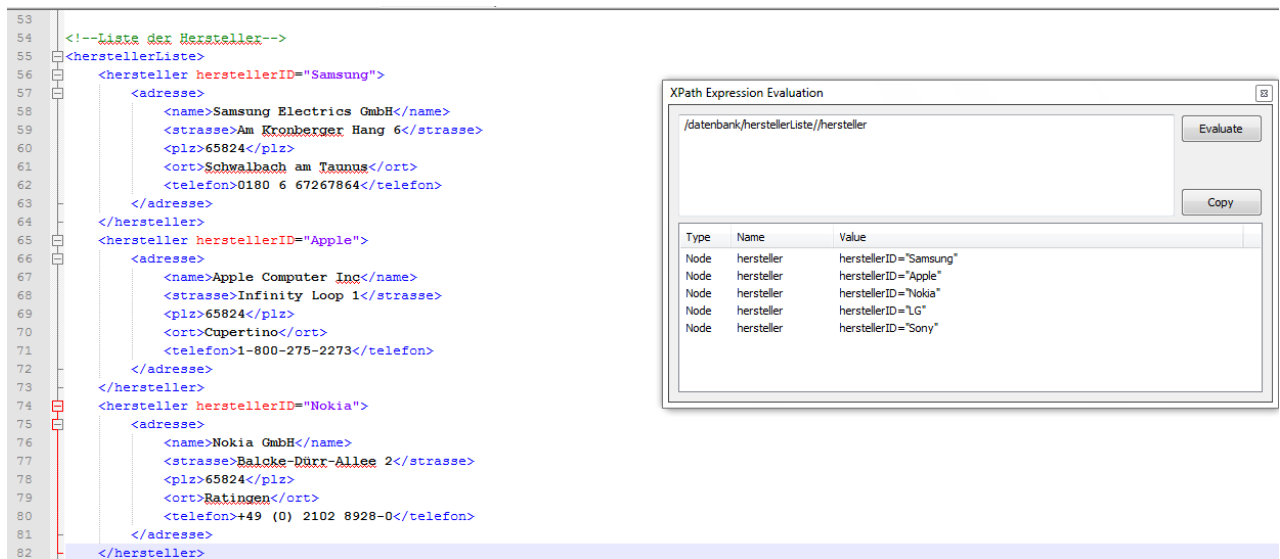 53
54 <!--Liste der Hersteller-->
55 <herstellerListe>
56 <hersteller herstellerID="Samsung">
57 <adresse>
58 <name>Samsung Electrics GmbH</name>
59 <strasse>Am Kronberger Hang 6</strasse>
60 <plz>65824</plz>
61 <ort>Schwalbach am Taunus</ort>
62 <telefon>0180 6 67267864</telefon>
63 </adresse>
64 </hersteller>
65 <hersteller herstellerID="Apple">
66 <adresse>
67 <name>Apple Computer Inc</name>
68 <strasse>Infinity Loop 1</strasse>
69 <plz>65824</plz>
70 <ort>Cupertino</ort>
71 <telefon>1-800-275-2273</telefon>
72 </adresse>
73 </hersteller>
74 <hersteller herstellerID="Nokia">
75 <adresse>
76 <name>Nokia GmbH</name>
77 <strasse>Balcke-Dürr-Allee 2</strasse>
78 <plz>65824</plz>
79 <ort>Ratingen</ort>
80 <telefon>+49 (0) 2102 8928-0</telefon>
81 </adresse>
82 </hersteller>
XPath Expression Evaluation
/datenbank/herstellerListe//hersteller
Evaluate
Copy
Type Name Value
Node hersteller herstellerID="Samsung"
Node hersteller herstellerID="Apple"
Node hersteller herstellerID="Nokia"
Node hersteller herstellerID="LG"
Node hersteller herstellerID="Sony"